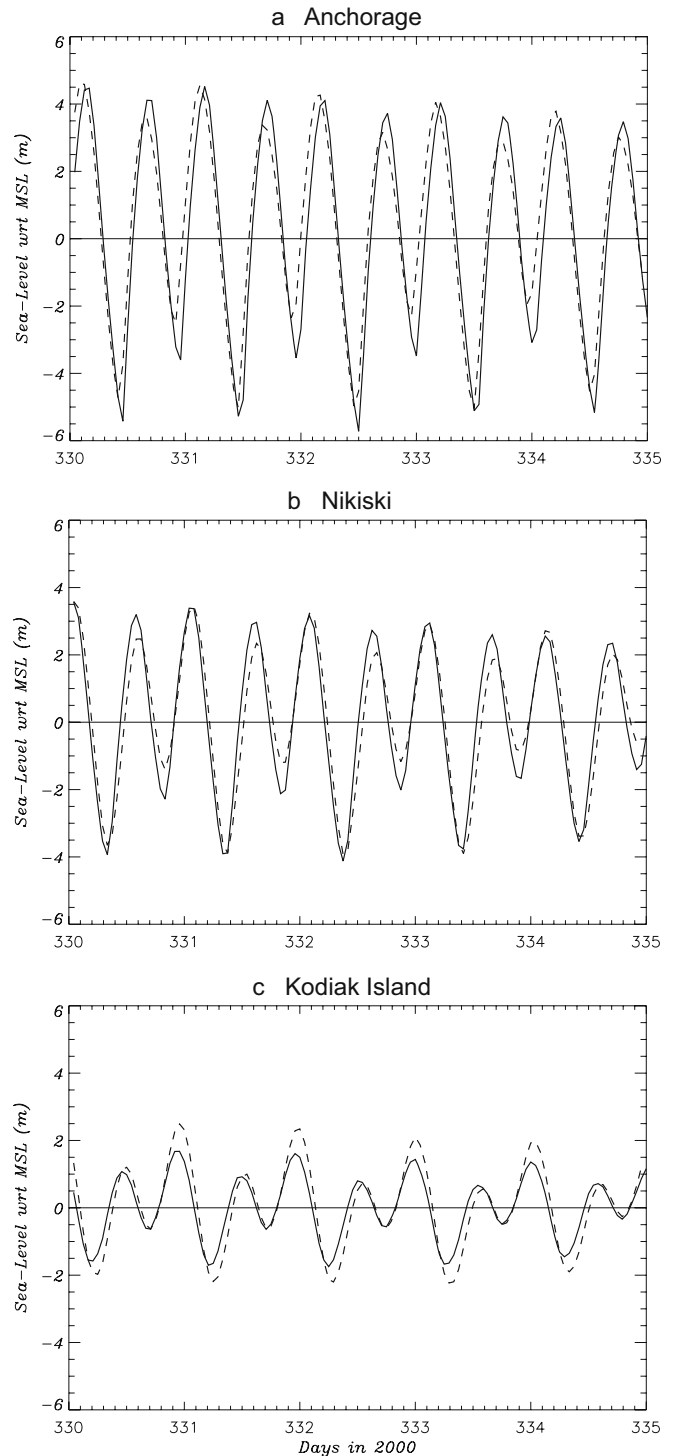 a Anchorage
Sea-Level wrt MSL (m)
6
4
2
0
-2
-4
-6
330 331 332 333 334 335
b Nikiski
Sea-Level wrt MSL (m)
6
4
2
0
-2
-4
-6
330 331 332 333 334 335
c Kodiak Island
Sea-Level wrt MSL (m)
6
4
2
0
-2
-4
-6
330 331 332 333 334 335
Days in 2000